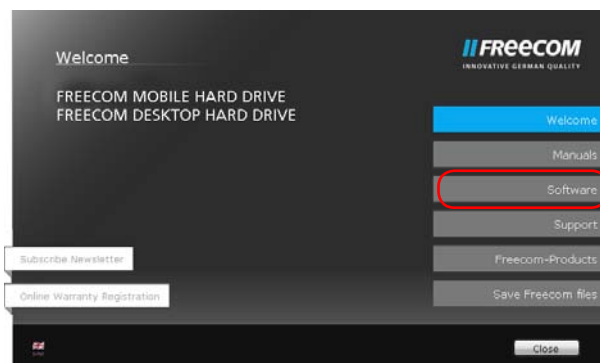 Welcome
FREECOM
INNOVATIVE GERMAN QUALITY
FREECOM MOBILE HARD DRIVE
FREECOM DESKTOP HARD DRIVE
Welcome
Manuals
Software
Support
Freecom-Products
Save Freecom files
Subscribe Newsletter
Online Warranty Registration
Close